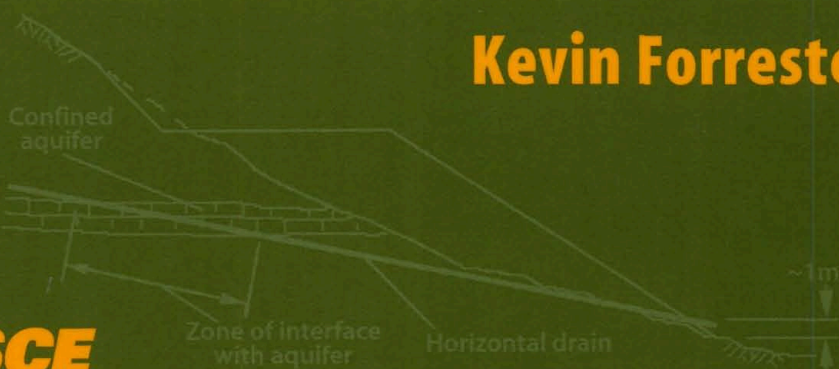 Kevin Forreste
Confined
aquifer
~1m
SCE
Zone of interface
with aquifer
Horizontal drain